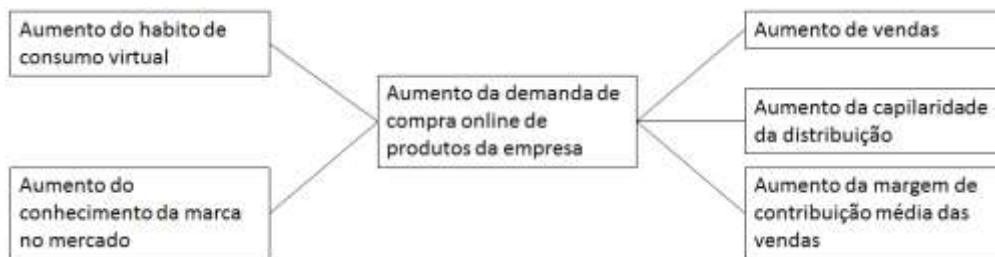 Aumento do habito de
consumo virtual
Aumento do
conhecimento da marca
no mercado
Aumento da demanda de
compra online de
produtos da empresa
Aumento de vendas
Aumento da capilaridade
da distribuição
Aumento da margem de
contribuição média das
vendas